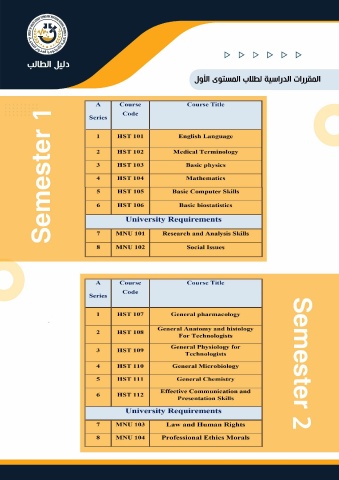 دليل الطالب
المقررات الدراسية لطلاب المستوى الأول
Semester 1
A Series Course Code Course Title
1 HST 101 English Language
2 HST 102 Medical Terminology
3 HST 103 Basic physics
4 HST 104 Mathematics
5 HST 105 Basic Computer Skills
6 HST 106 Basic biostatistics
University Requirements
7 MNU 101 Research and Analysis Skills
8 MNU 102 Social Issues
Semester 2
A Series Course Code Course Title
1 HST 107 General pharmacology
2 HST 108 General Anatomy and histology
For Technologists
3 HST 109 General Physiology for
Technologists
4 HST 110 General Microbiology
5 HST 111 General Chemistry
6 HST 112 Effective Communication and
Presentation Skills
University Requirements
7 MNU 103 Law and Human Rights
8 MNU 104 Professional Ethics Morals